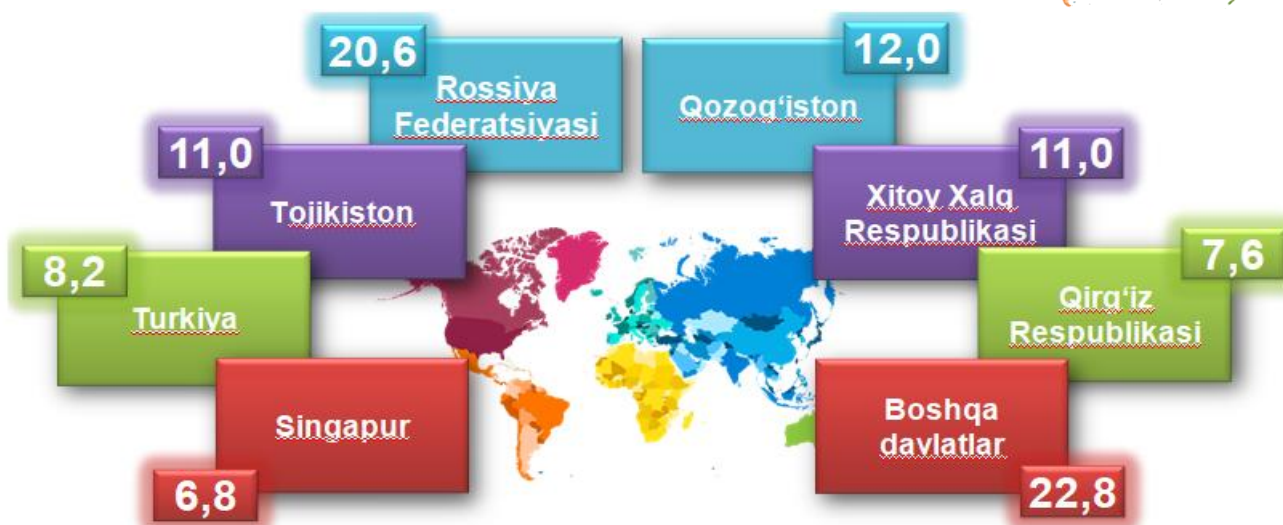 20,6
Rossiya
Federatsiyasi
12,0
Qozog‘iston
11,0
Tojikiston
11,0
Xitoy Xalq
Respublikasi
8,2
Turkiya
7,6
Qirg‘iz
Respublikasi
Singapur
6,8
Boshqa
davlatlar
22,8